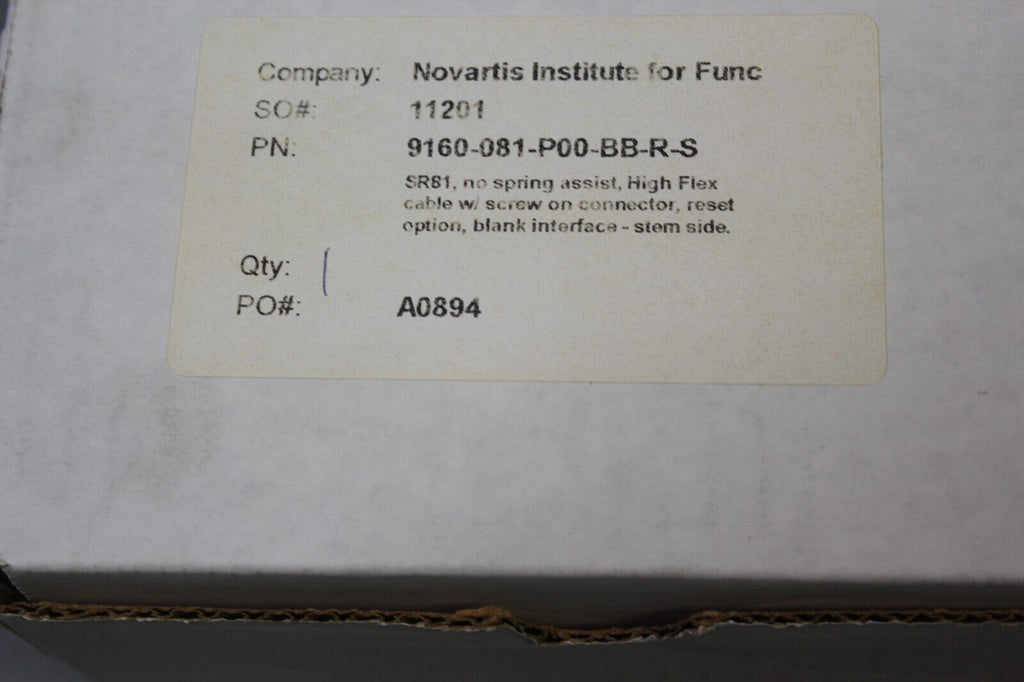 Company: Novartis Institute for Func
SO#: 11201
PN: 9160-081-P00-BB-R-S
SR81, no spring assist, High Flex
cable w/ screw on connector, reset
option, blank interface - stem side.
Qty: |
PO#: A0894